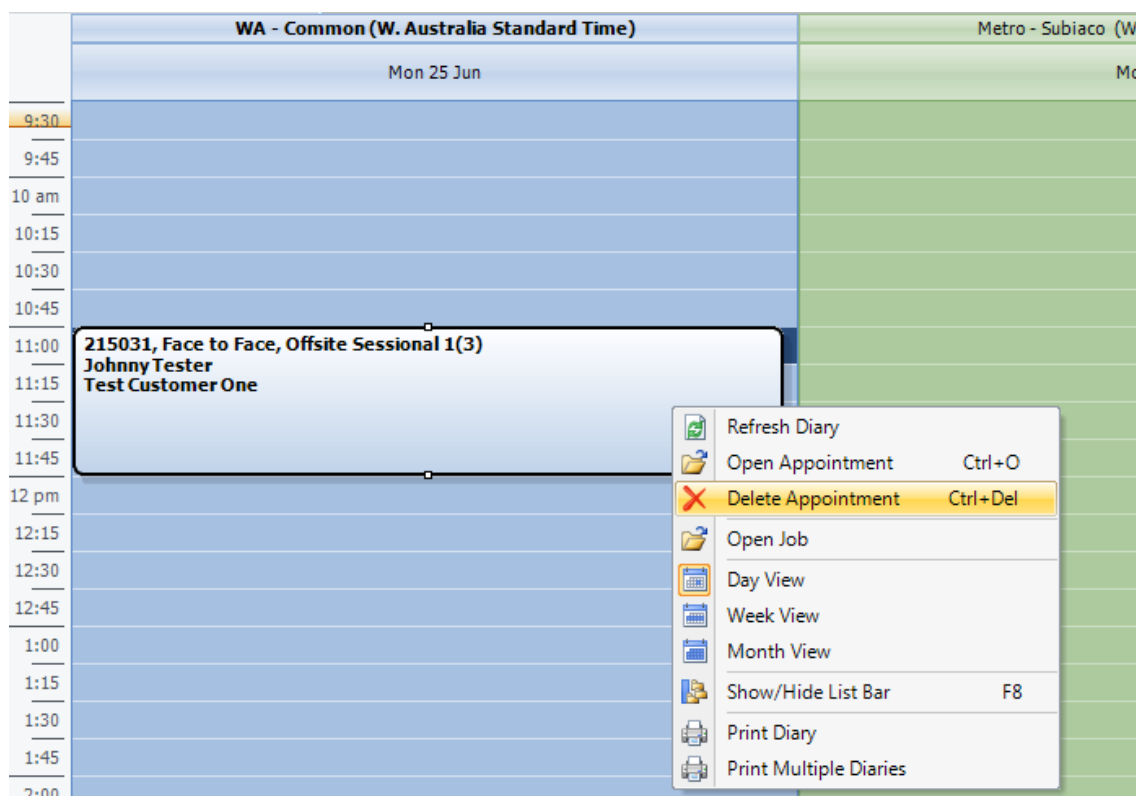 WA - Common (W. Australia Standard Time)
Metro - Subiaco (W
Mon 25 Jun
Mo
9:30
9:45
10 am
10:15
10:30
10:45
11:00
11:15
11:30
11:45
12 pm
12:15
12:30
12:45
1:00
1:15
1:30
1:45
2:00
215031, Face to Face, Offsite Sessional 1(3)
Johnny Tester
Test Customer One
Refresh Diary
Open Appointment Ctrl+O
Delete Appointment Ctrl+Del
Open Job
Day View
Week View
Month View
Show/Hide List Bar F8
Print Diary
Print Multiple Diaries